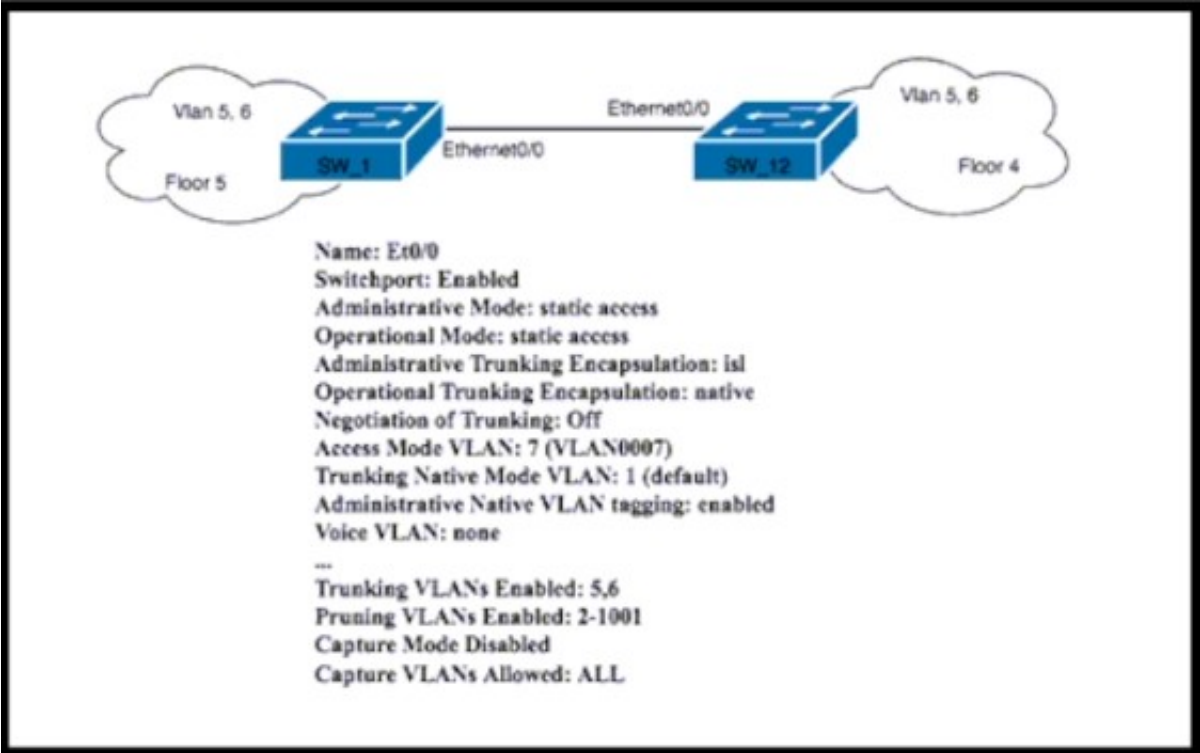 Vlan 5, 6
Floor 5
SW_1
Ethernet0/0
Ethernet0/0
SW_12
Vlan 5, 6
Floor 4
Name: Et0/0
Switchport: Enabled
Administrative Mode: static access
Operational Mode: static access
Administrative Trunking Encapsulation: isl
Operational Trunking Encapsulation: native
Negotiation of Trunking: Off
Access Mode VLAN: 7 (VLAN0007)
Trunking Native Mode VLAN: 1 (default)
Administrative Native VLAN tagging: enabled
Voice VLAN: none
...
Trunking VLANs Enabled: 5,6
Pruning VLANs Enabled: 2-1001
Capture Mode Disabled
Capture VLANs Allowed: ALL